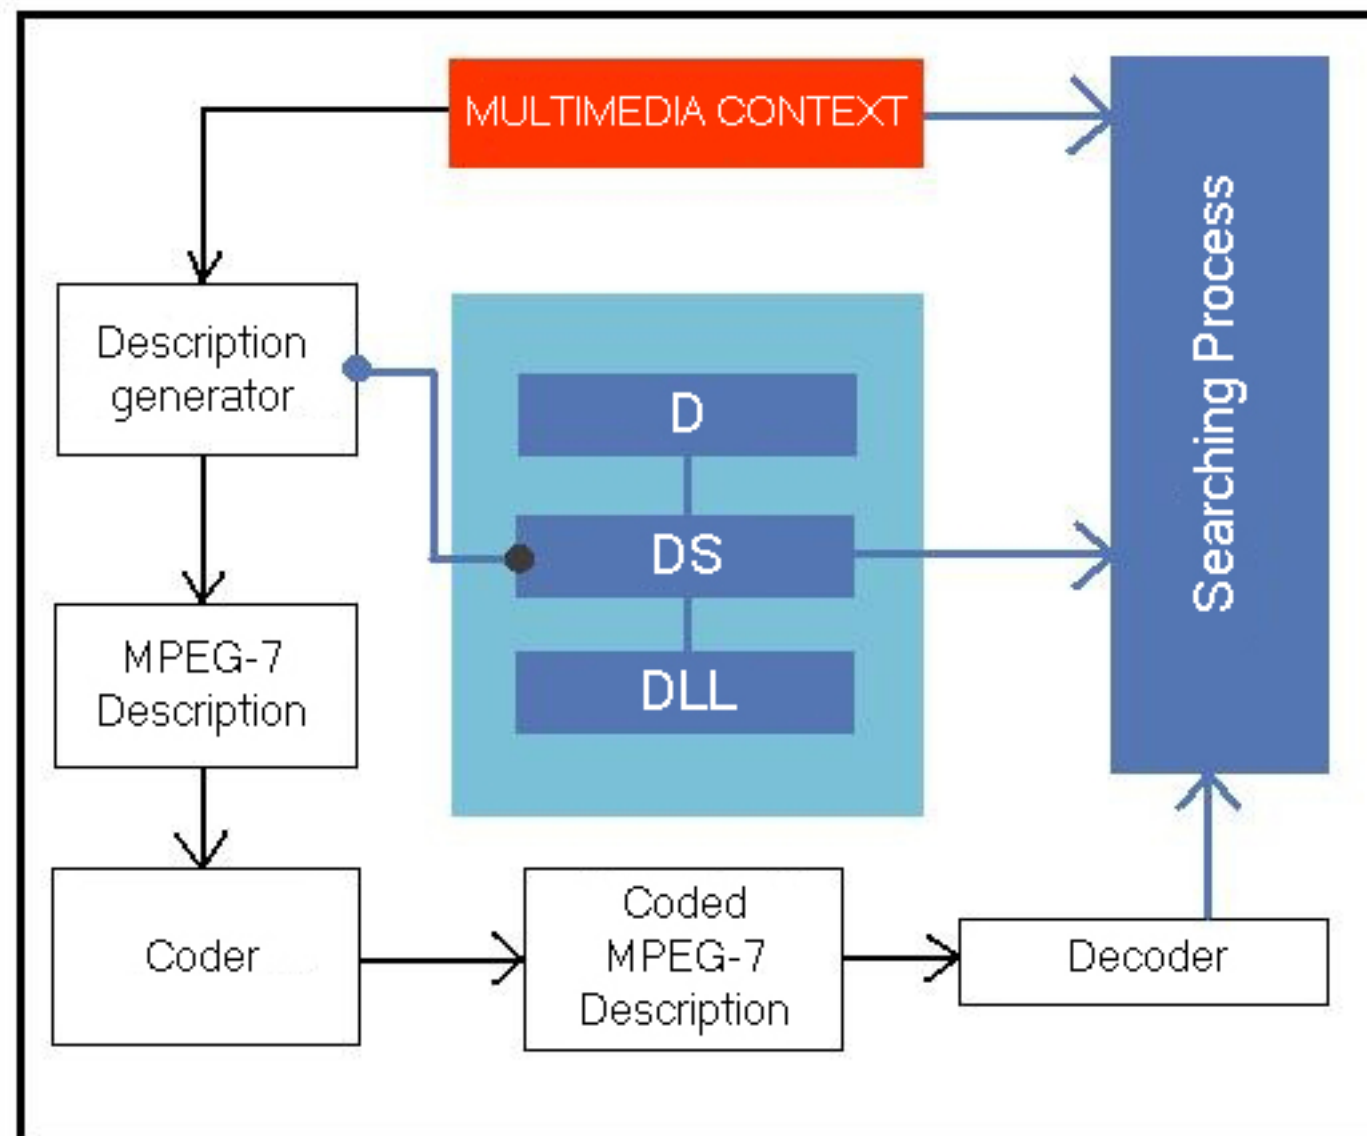 MULTIMEDIA CONTEXT
Description
generator
D
DS
DLL
Searching Process
MPEG-7
Description
Coder
Coded
MPEG-7
Description
Decoder